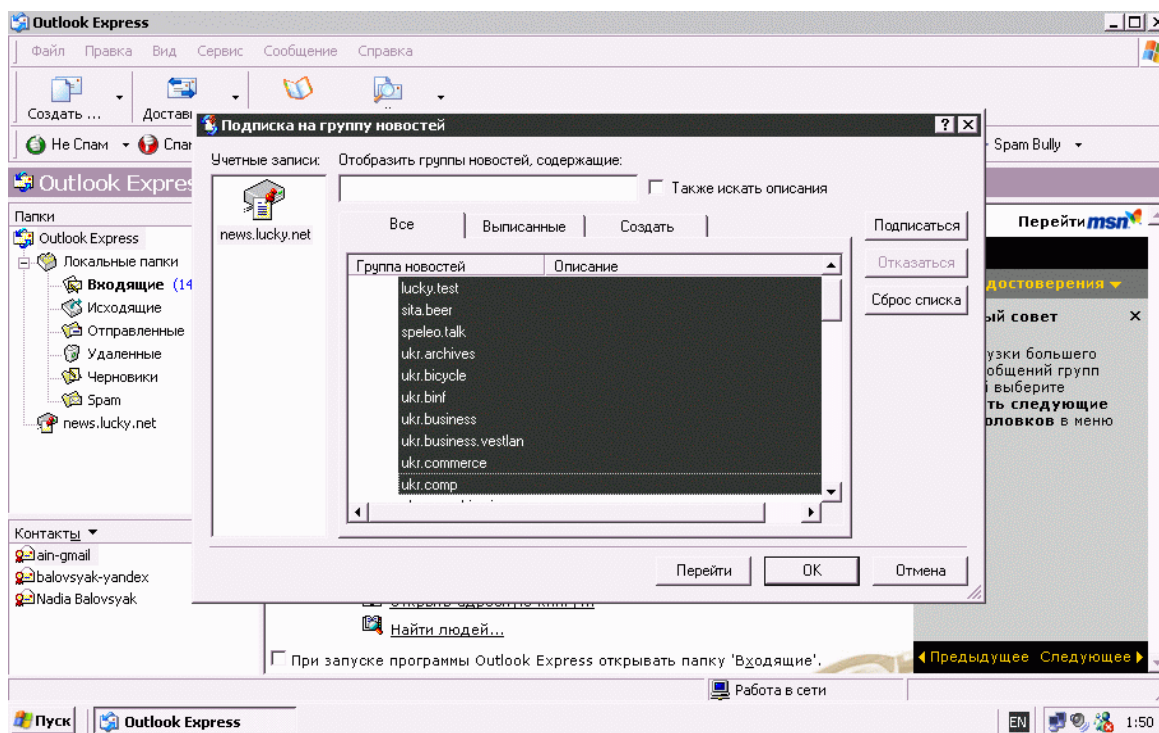 Outlook Express
Файл Правка Вид Сервис Сообщение Справка
Создать ... 
Не Спам
Подписка на группу новостей
Spam Bully
Учетные записи:
Отобразить группы новостей, содержащие:
Также искать описания
Outlook Expres
news.lucky.net
Все Выписанные Создать
Подписаться
Отказаться
Сброс списка
Группа новостей Описание
lucky.test
sita.beer
speleo.talk
ukr.archives
ukr.bicycle
ukr.binf
ukr.business
ukr.business.vestlan
ukr.commerce
ukr.comp
Перейти OK Отмена
Папки
Outlook Express
Локальные папки
Входящие (14
Исходящие
Отправленные
Удаленные
Черновики
Spam
news.lucky.net
Контакты
ain-gmail
balovsyak-yandex
Nadia Balovsyak
Перейти msn
достоверения
ый совет
узки большего
общений групп
выберите
ть следующие
оловков в меню
Найти людей...
При запуске программы Outlook Express открывать папку 'Входящие'.
Предыдущее Следующее
Работа в сети
Пуск Outlook Express EN 1:50